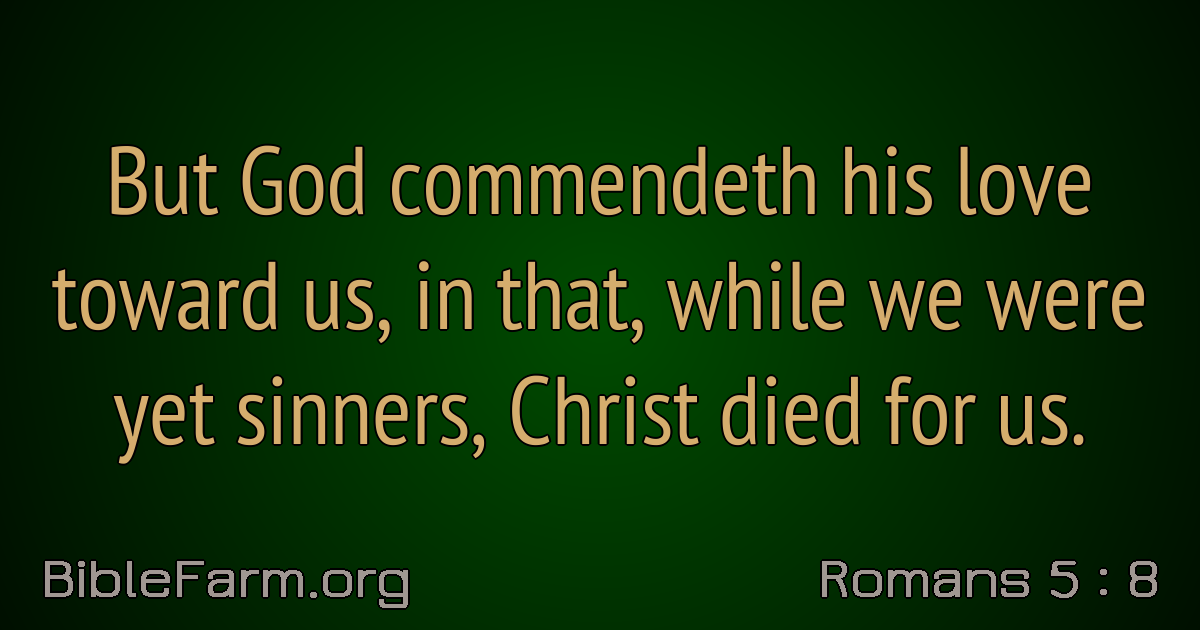 But God commendeth his love
toward us, in that, while we were
yet sinners, Christ died for us.
BibleFarm.org
Romans 5 : 8